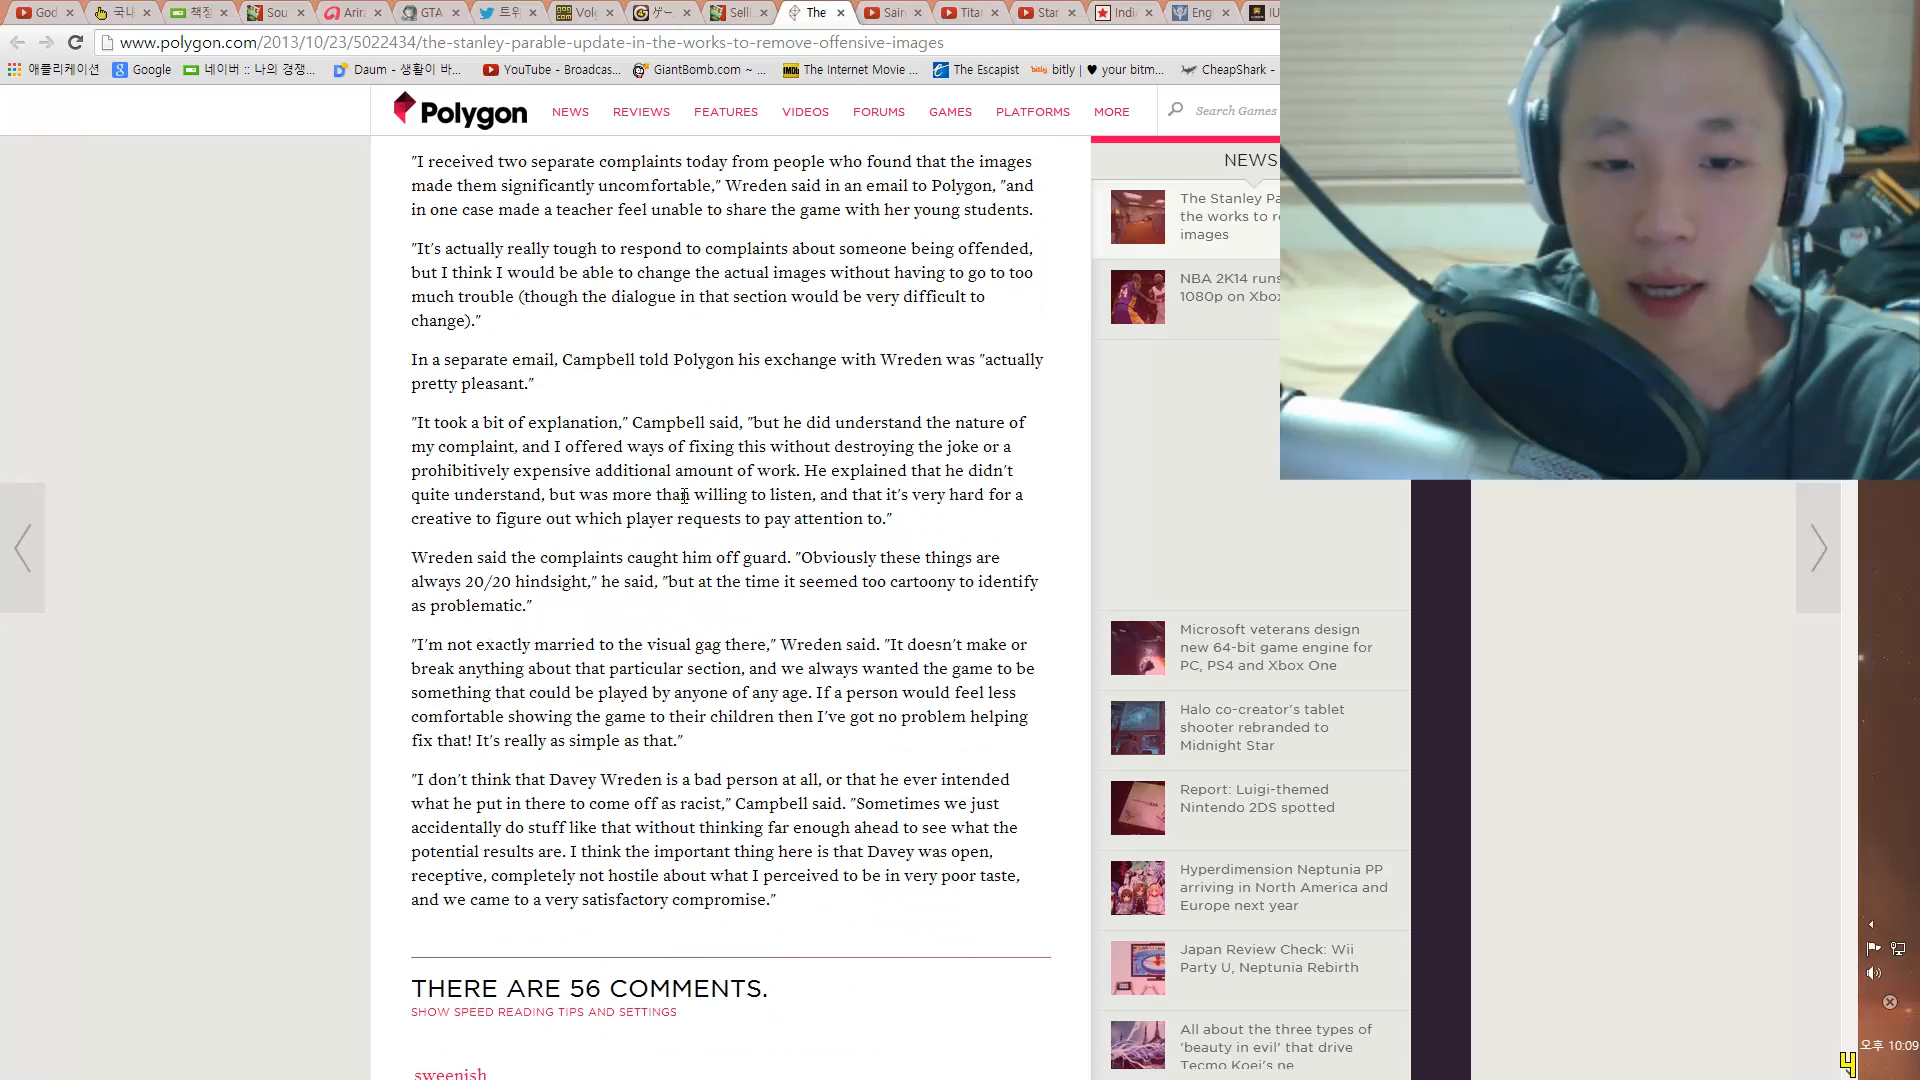 God
국내
책정
Sou
Arira
GTA
트위
Volg
ゲー
Selli
The
Sain
Titar
Star
Indi
Engl
IU
www.polygon.com/2013/10/23/5022434/the-stanley-parable-update-in-the-works-to-remove-offensive-images
애플리케이션
Google
네이버 :: 나의 경쟁...
Daum - 생활이 바...
YouTube - Broadcas...
GiantBomb.com ~ ...
The Internet Movie ...
The Escapist
bitly | ♥ your bitm...
CheapShark -
Polygon
NEWS
REVIEWS
FEATURES
VIDEOS
FORUMS
GAMES
PLATFORMS
MORE
Search Games
"I received two separate complaints today from people who found that the images
made them significantly uncomfortable," Wreden said in an email to Polygon, "and
in one case made a teacher feel unable to share the game with her young students.
"It's actually really tough to respond to complaints about someone being offended,
but I think I would be able to change the actual images without having to go to too
much trouble (though the dialogue in that section would be very difficult to
change)."
In a separate email, Campbell told Polygon his exchange with Wreden was "actually
pretty pleasant."
"It took a bit of explanation," Campbell said, "but he did understand the nature of
my complaint, and I offered ways of fixing this without destroying the joke or a
prohibitively expensive additional amount of work. He explained that he didn't
quite understand, but was more than willing to listen, and that it's very hard for a
creative to figure out which player requests to pay attention to."
Wreden said the complaints caught him off guard. "Obviously these things are
always 20/20 hindsight," he said, "but at the time it seemed too cartoony to identify
as problematic."
"I'm not exactly married to the visual gag there," Wreden said. "It doesn't make or
break anything about that particular section, and we always wanted the game to be
something that could be played by anyone of any age. If a person would feel less
comfortable showing the game to their children then I've got no problem helping
fix that! It's really as simple as that."
"I don't think that Davey Wreden is a bad person at all, or that he ever intended
what he put in there to come off as racist," Campbell said. "Sometimes we just
accidentally do stuff like that without thinking far enough ahead to see what the
potential results are. I think the important thing here is that Davey was open,
receptive, completely not hostile about what I perceived to be in very poor taste,
and we came to a very satisfactory compromise."
THERE ARE 56 COMMENTS.
SHOW SPEED READING TIPS AND SETTINGS
sweenish
NEWS
The Stanley Pa
the works to r
images
NBA 2K14 runs
1080p on Xbo
Microsoft veterans design
new 64-bit game engine for
PC, PS4 and Xbox One
Halo co-creator's tablet
shooter rebranded to
Midnight Star
Report: Luigi-themed
Nintendo 2DS spotted
Hyperdimension Neptunia PP
arriving in North America and
Europe next year
Japan Review Check: Wii
Party U, Neptunia Rebirth
All about the three types of
'beauty in evil' that drive
Tecmo Koei's ne
오후 10:09
4